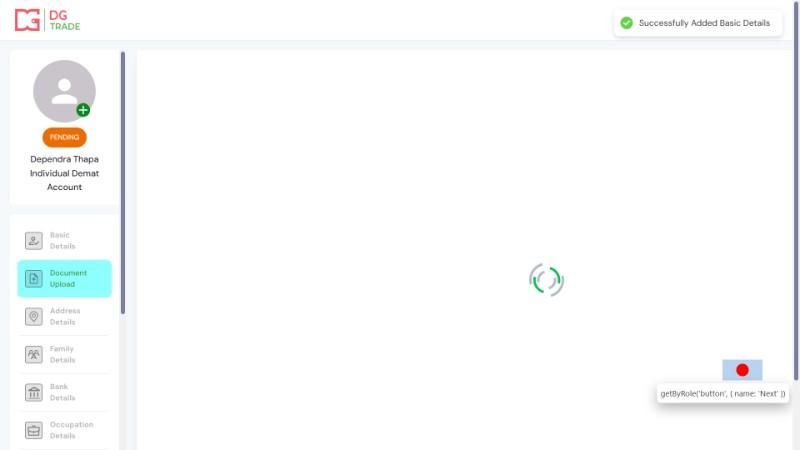 DG
TRADE
Successfully Added Basic Details
PENDING
Dependra Thapa
Individual Demat
Account
Basic
Details
Document
Upload
Address
Details
Family
Details
Bank
Details
Occupation
Details
getByRole('button', { name: 'Next' })